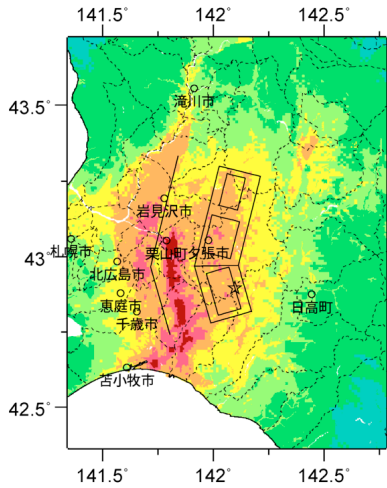 141.5° 142° 142.5°
43.5°
滝川市
岩見沢市
札幌市 栗山町 夕張市
43°
北広島市
恵庭市 日高町
千歳市
苫小牧市
42.5°
141.5° 142° 142.5°